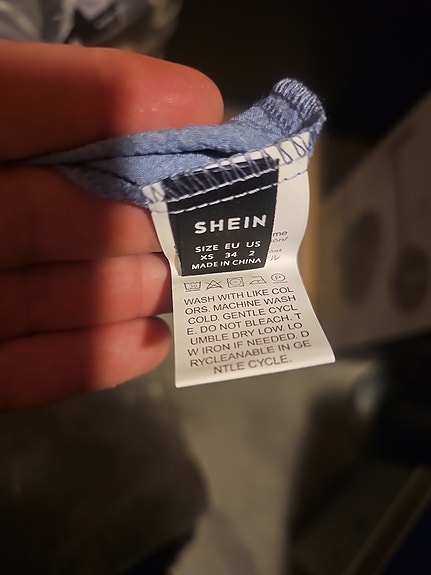 SHEIN
SIZE EU US
XS 34 2
MADE IN CHINA
WASH WITH LIKE COL
ORS. MACHINE WASH
COLD. GENTLE CYCL
E. DO NOT BLEACH. T
UMBLE DRY LOW. LO
W IRON IF NEEDED. D
RYCLEANABLE IN GE
NTLE CYCLE.